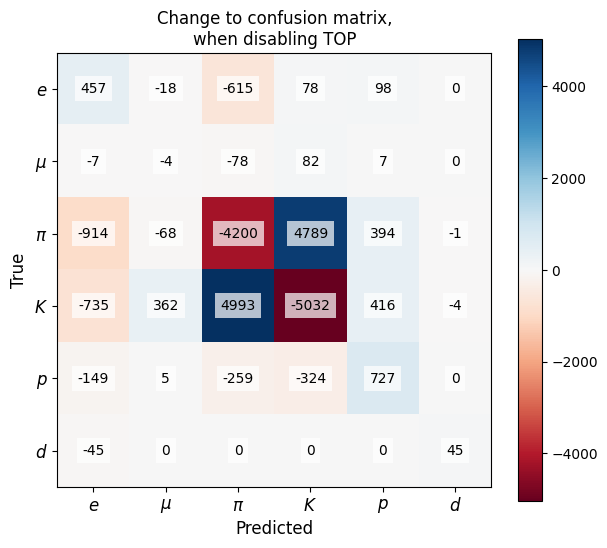 Change to confusion matrix,
when disabling TOP
e 457 -18 -615 78 98 0
μ -7 -4 -78 82 7 0
π -914 -68 -4200 4789 394 -1
K -735 362 4993 -5032 416 -4
p -149 5 -259 -324 727 0
d -45 0 0 0 0 45
e μ π K p d
Predicted
True
4000
2000
0
−2000
−4000